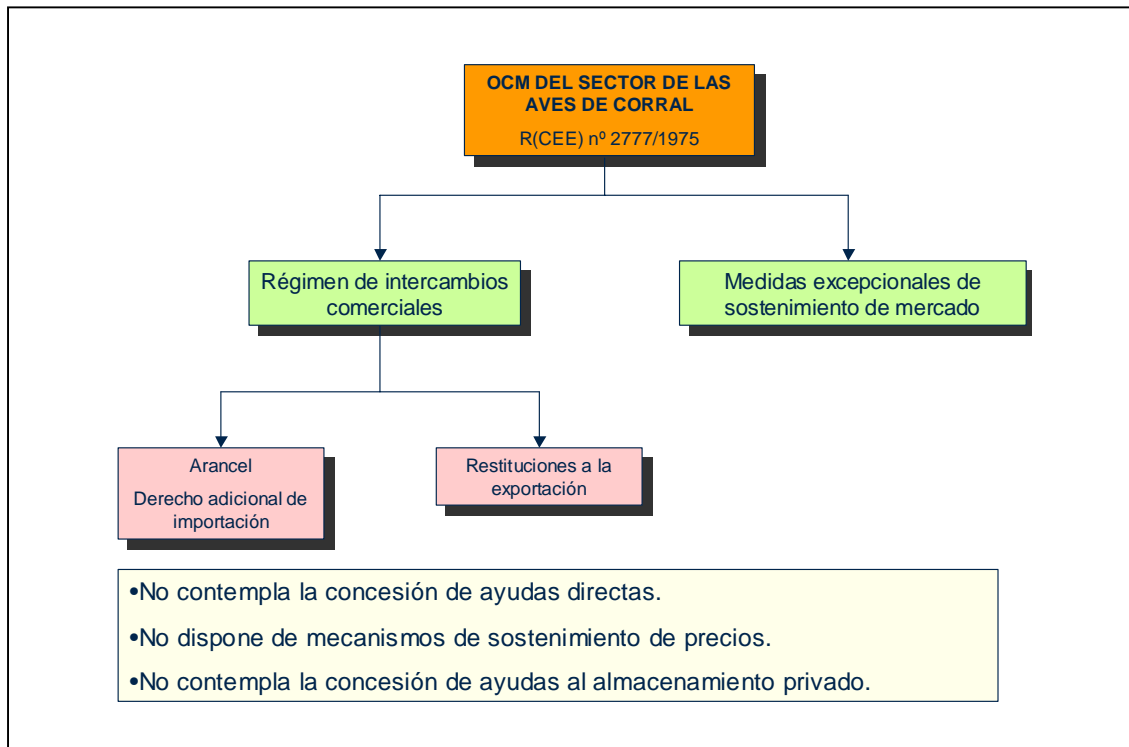 OCM DEL SECTOR DE LAS
AVES DE CORRAL
R(CEE) nº 2777/1975
Régimen de intercambios
comerciales
Medidas excepcionales de
sostenimiento de mercado
Arancel
Derecho adicional de
importación
Restituciones a la
exportación
•No contempla la concesión de ayudas directas.
•No dispone de mecanismos de sostenimiento de precios.
•No contempla la concesión de ayudas al almacenamiento privado.